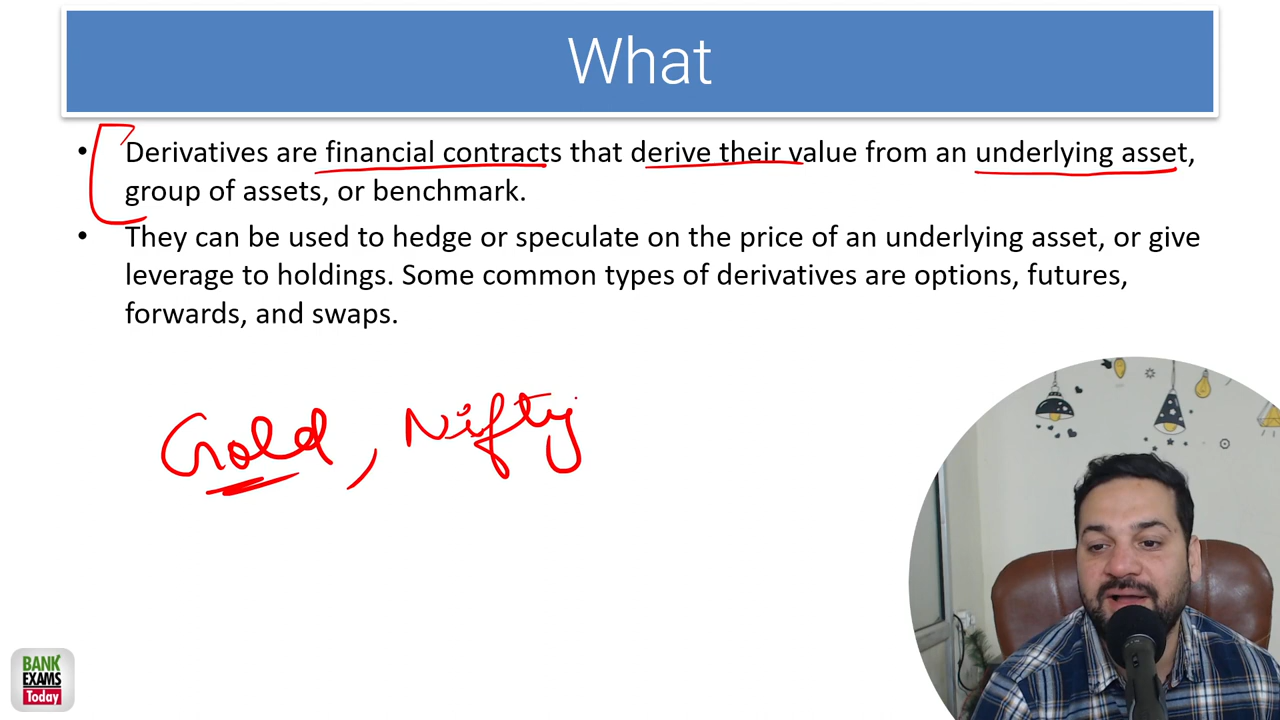 What
• Derivatives are financial contracts that derive their value from an underlying asset,
group of assets, or benchmark.
• They can be used to hedge or speculate on the price of an underlying asset, or give
leverage to holdings. Some common types of derivatives are options, futures,
forwards, and swaps.
Gold, Nifty
BANK
EXAMS
Today